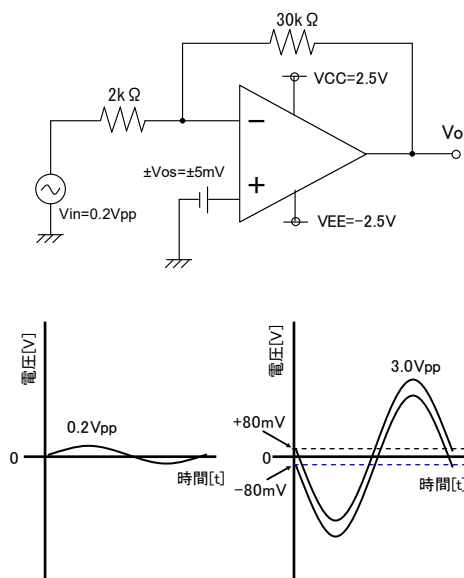 30kΩ
2kΩ
VCC=2.5V
Vo
−
±Vos=±5mV
+
Vin=0.2Vpp
VEE=−2.5V
電圧[V]
0.2Vpp
0
時間[t]
電圧[V]
3.0Vpp
+80mV
0
−80mV
時間[t]